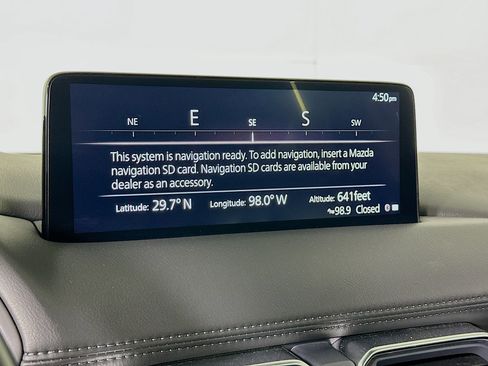 4:50pm
NE E SE S SW
This system is navigation ready. To add navigation, insert a Mazda
navigation SD card. Navigation SD cards are available from your
dealer as an accessory.
Latitude: 29.7° N Longitude: 98.0° W Altitude: 641feet
98.9 Closed